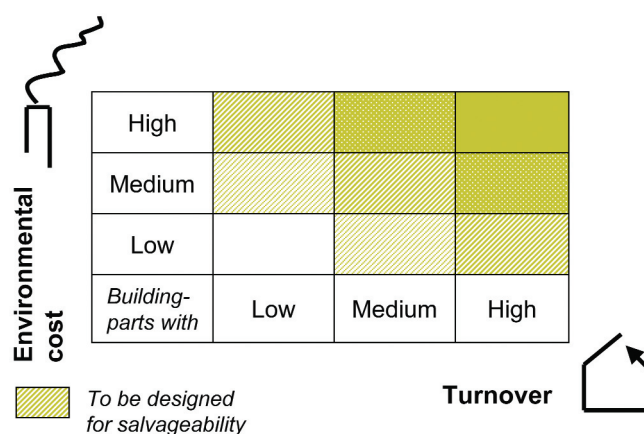 Environmental
cost
High
Medium
Low
Building-
parts with
Low
Medium
High
Turnover
To be designed
for salvageability